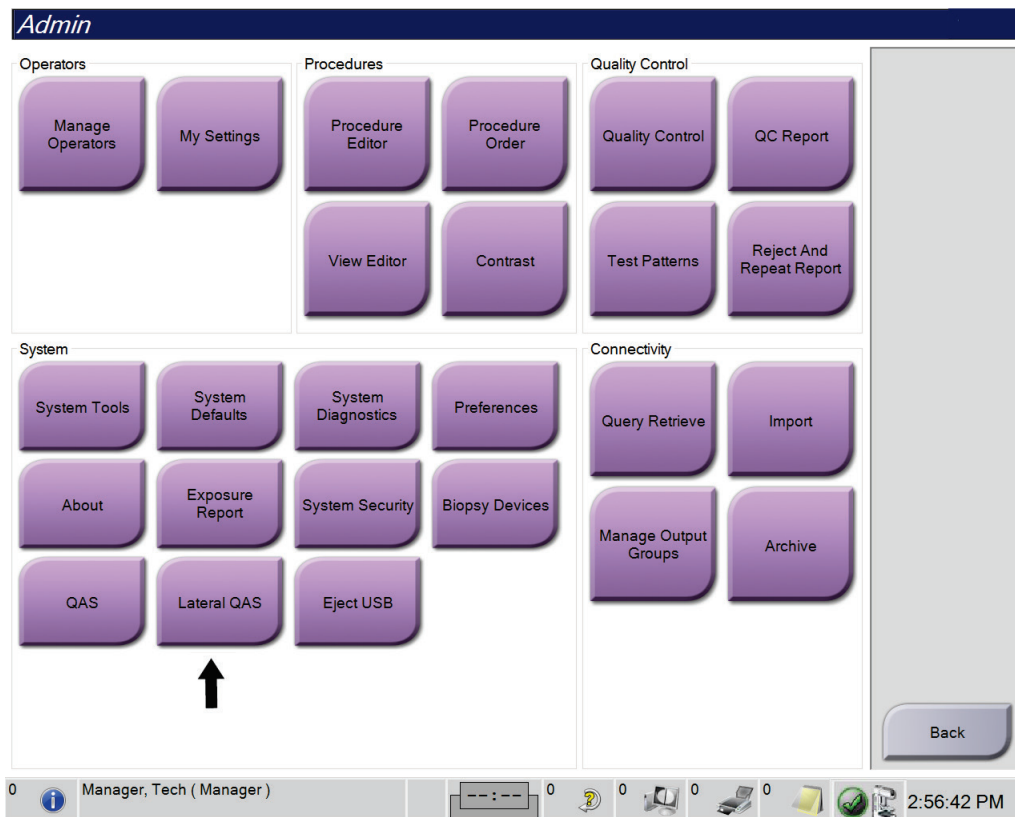 Admin
Operators
Manage
Operators
My Settings
Procedures
Procedure
Editor
Procedure
Order
View Editor
Contrast
Quality Control
Quality Control
QC Report
Test Patterns
Reject And
Repeat Report
System
System Tools
System
Defaults
System
Diagnostics
Preferences
About
Exposure
Report
System Security
Biopsy Devices
QAS
Lateral QAS
Eject USB
Connectivity
Query Retrieve
Import
Manage Output
Groups
Archive
Back
0 Manager, Tech ( Manager ) --:-- 0 0 0 0 2:56:42 PM